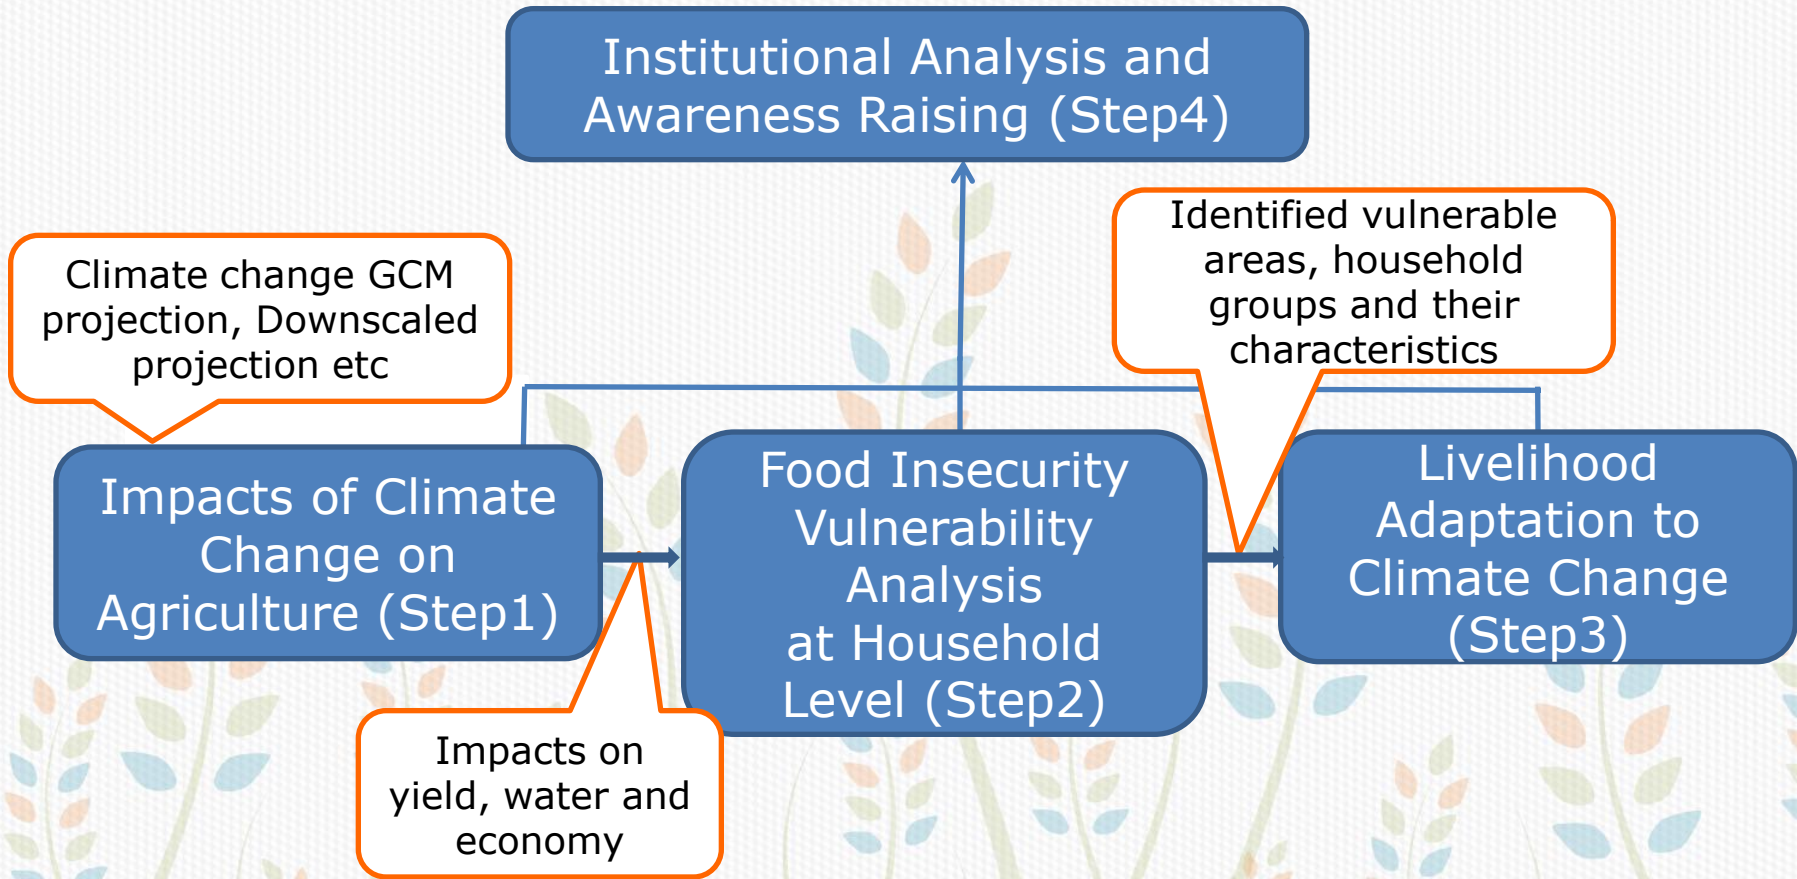 Institutional Analysis and
Awareness Raising (Step4)
Identified vulnerable
areas, household
groups and their
characteristics
Climate change GCM
projection, Downscaled
projection etc
Impacts of Climate
Change on
Agriculture (Step1)
Food Insecurity
Vulnerability
Analysis
at Household
Level (Step2)
Livelihood
Adaptation to
Climate Change
(Step3)
Impacts on
yield, water and
economy